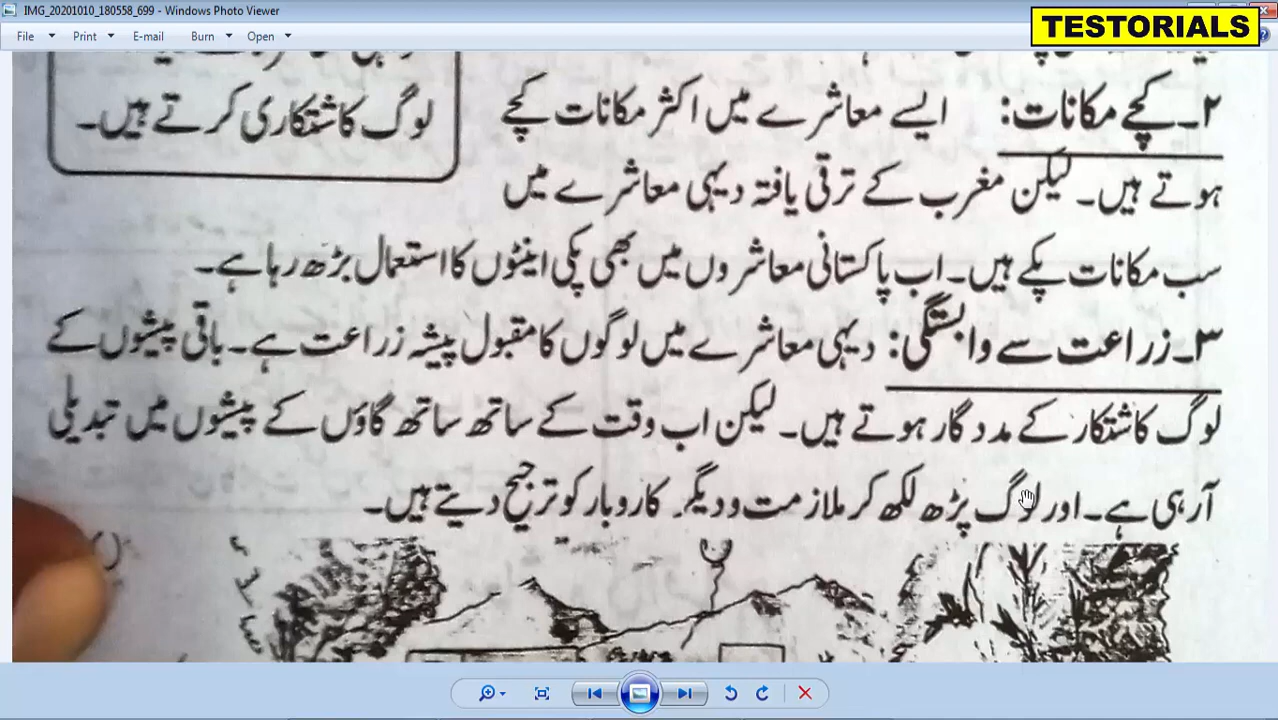 IMG_20201010_180558_699 - Windows Photo Viewer
TESTORIALS
File Print E-mail Burn Open
لوگ کاشتکاری کرتے ہیں۔
۲۔ کچے مکانات: ایسے معاشرے میں اکثر مکانات کچے
ہوتے ہیں۔ لیکن مغرب کے ترقی یافتہ دیہی معاشرے میں
سب مکانات پکے ہیں۔ اب پاکستانی معاشروں میں بھی پکی اینٹوں کا استعمال بڑھ رہا ہے۔
۳۔ زراعت سے وابستگی: دیہی معاشرے میں لوگوں کا مقبول پیشہ زراعت ہے۔ باقی پیشوں کے
لوگ کاشتکار کے مددگار ہوتے ہیں۔ لیکن اب وقت کے ساتھ ساتھ گاؤں کے پیشوں میں تبدیلی
آرہی ہے۔ اور لوگ پڑھ لکھ کر ملازمت و دیگر کاروبار کو ترجیح دیتے ہیں۔